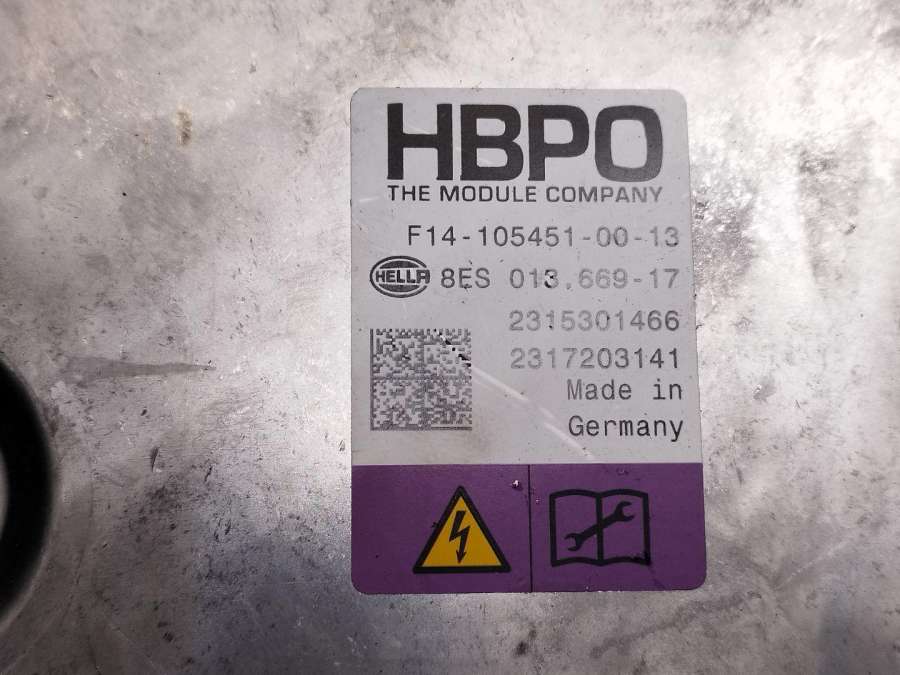 HBPO
THE MODULE COMPANY
F14-105451-00-13
HELLA 8ES 013.669-17
2315301466
2317203141
Made in
Germany